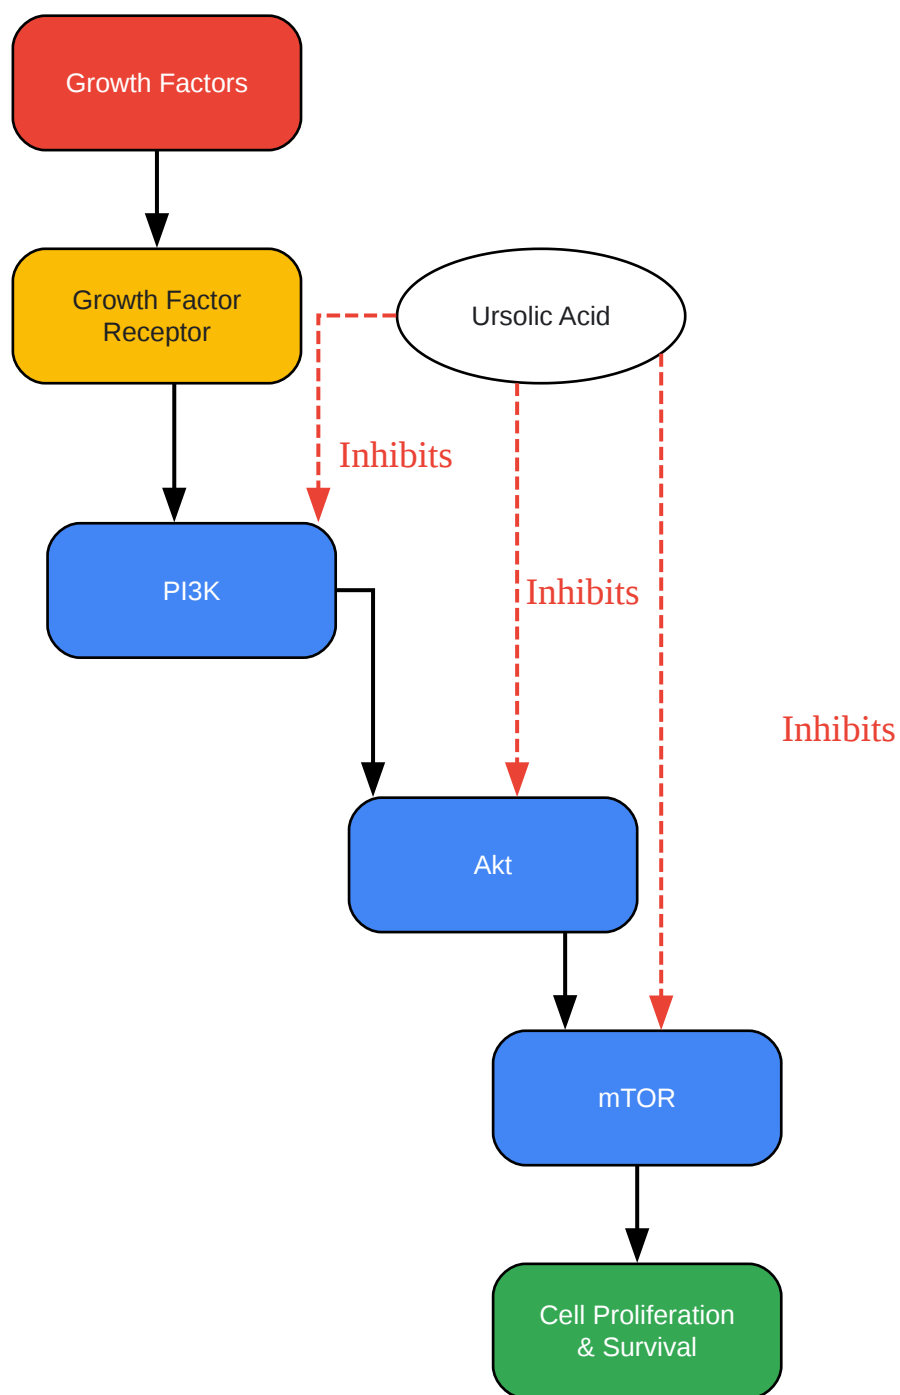 Growth Factors
Growth Factor
Receptor
Ursolic Acid
Inhibits
PI3K
Inhibits
Inhibits
Akt
mTOR
Cell Proliferation
& Survival